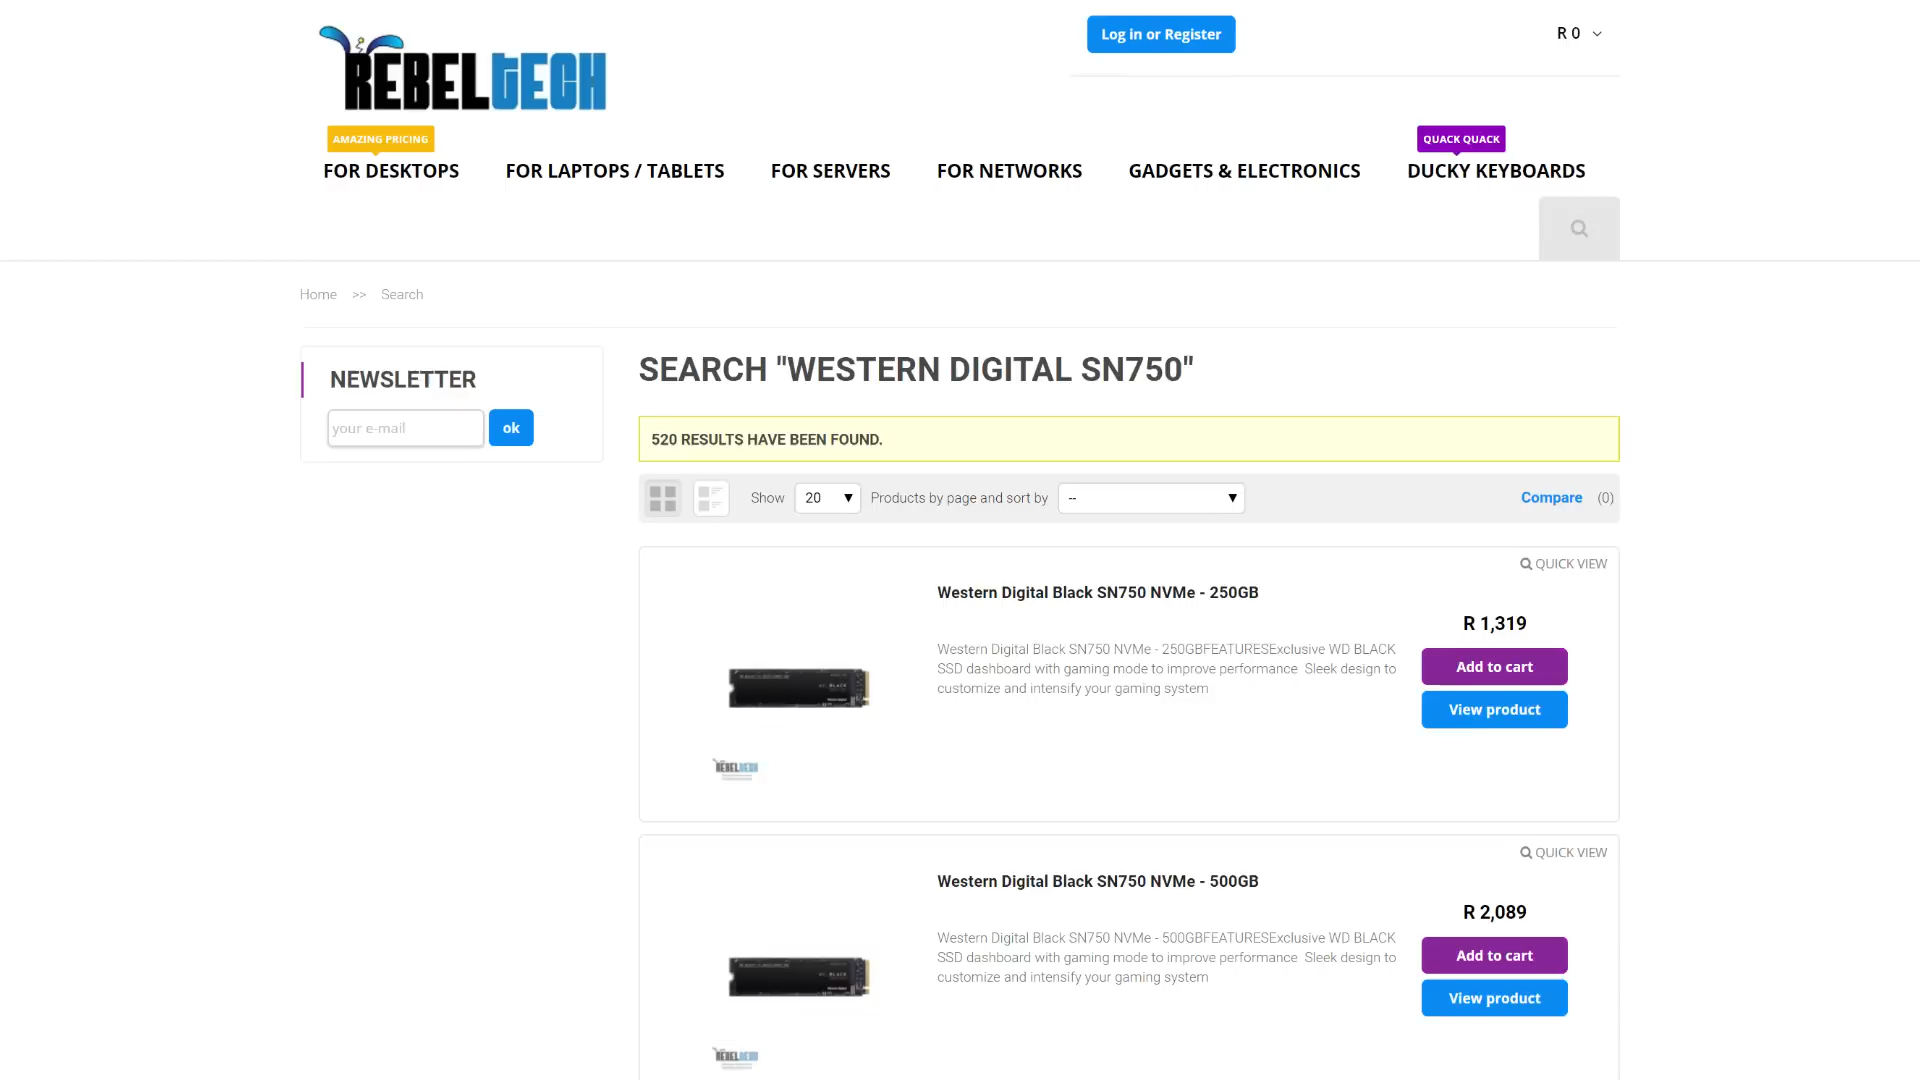 REBELTECH
Log in or Register
R 0
AMAZING PRICING
QUACK QUACK
FOR DESKTOPS
FOR LAPTOPS / TABLETS
FOR SERVERS
FOR NETWORKS
GADGETS & ELECTRONICS
DUCKY KEYBOARDS
Home >> Search
NEWSLETTER
your e-mail
ok
SEARCH "WESTERN DIGITAL SN750"
520 RESULTS HAVE BEEN FOUND.
Show 20 Products by page and sort by --
Compare (0)
QUICK VIEW
Western Digital Black SN750 NVMe - 250GB
R 1,319
Western Digital Black SN750 NVMe - 250GBFEATURESExclusive WD BLACK
SSD dashboard with gaming mode to improve performance  Sleek design to
customize and intensify your gaming system
Add to cart
View product
BLACK
REBELTECH
QUICK VIEW
Western Digital Black SN750 NVMe - 500GB
R 2,089
Western Digital Black SN750 NVMe - 500GBFEATURESExclusive WD BLACK
SSD dashboard with gaming mode to improve performance  Sleek design to
customize and intensify your gaming system
Add to cart
View product
BLACK
REBELTECH